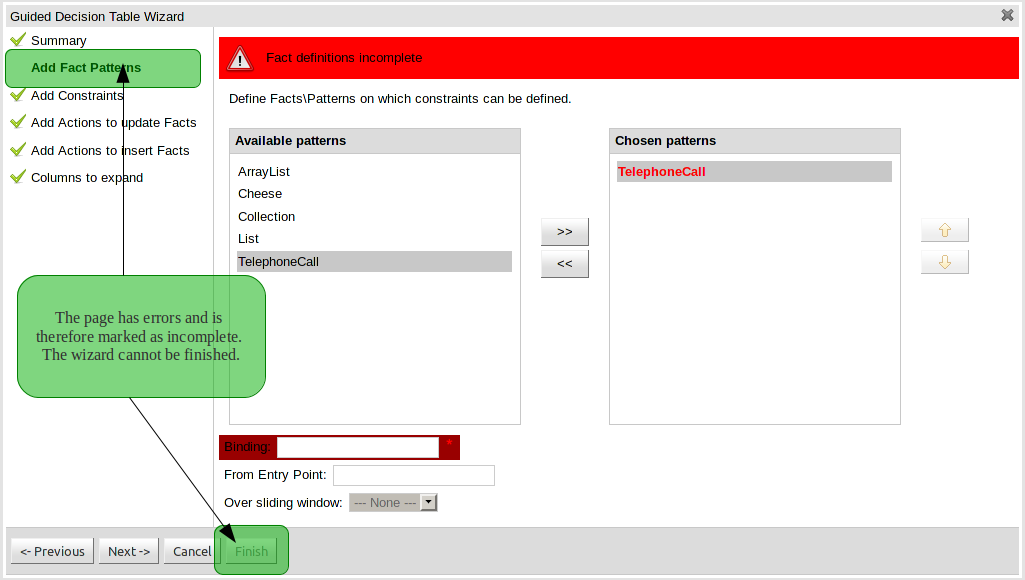 Guided Decision Table Wizard
Summary
Add Fact Patterns
Add Constraints
Add Actions to update Facts
Add Actions to insert Facts
Columns to expand
The page has errors and is
therefore marked as incomplete.
The wizard cannot be finished.
Fact definitions incomplete
Define Facts\Patterns on which constraints can be defined.
Available patterns
ArrayList
Cheese
Collection
List
TelephoneCall
>>
<<
Chosen patterns
TelephoneCall
Binding: *
From Entry Point:
Over sliding window: --- None ---
<- Previous Next -> Cancel Finish